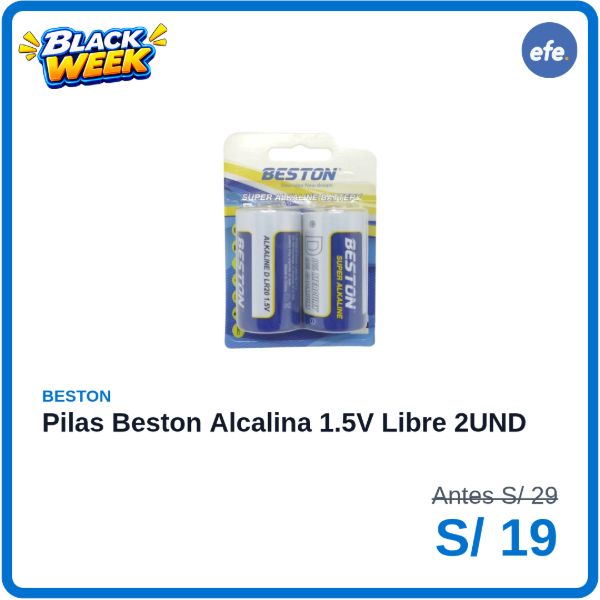 BLACK
WEEK
efe.
BESTON
SUPER ALKALINE BATTERY
BESTON
ALKALINE D LR20 1.5V
D
BESTON
SUPER ALKALINE
BESTON
Pilas Beston Alcalina 1.5V Libre 2UND
Antes S/ 29
S/ 19